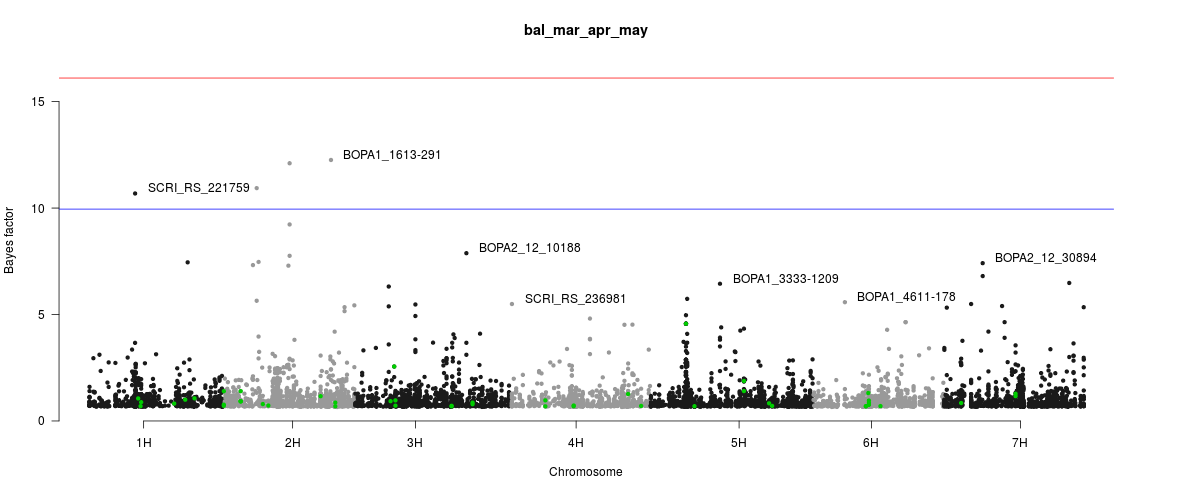 bal_mar_apr_may
15
BOPA1_1613-291
SCRI_RS_221759
10
BOPA2_12_10188
BOPA2_12_30894
BOPA1_3333-1209
BOPA1_4611-178
SCRI_RS_236981
5
0
Bayes factor
1H 2H 3H 4H 5H 6H 7H
Chromosome